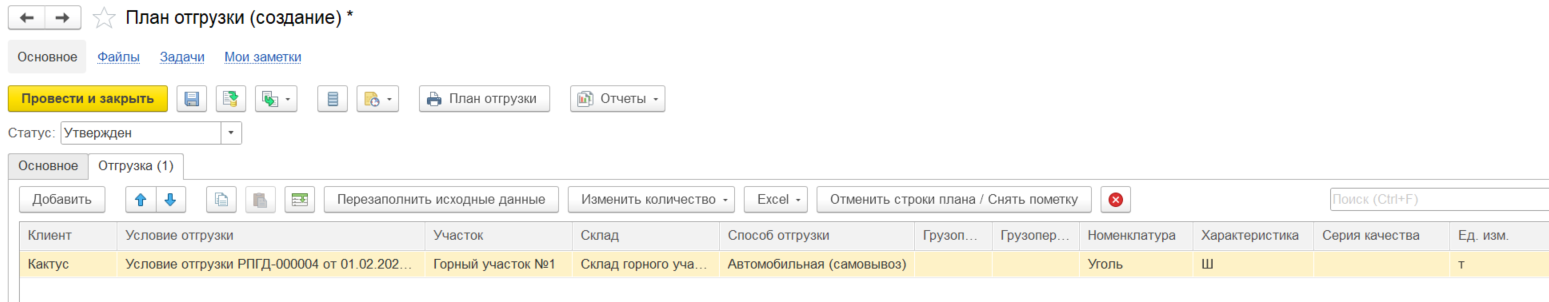 План отгрузки (создание) *
Основное Файлы Задачи Мои заметки
Провести и закрыть План отгрузки Отчеты
Статус: Утвержден
Основное Отгрузка (1)
Добавить Перезаполнить исходные данные Изменить количество Excel Отменить строки плана / Снять пометку Поиск (Ctrl+F)
Клиент Условие отгрузки Участок Склад Способ отгрузки Грузоп... Грузопер... Номенклатура Характеристика Серия качества Ед. изм.
Кактус Условие отгрузки РПГД-000004 от 01.02.202... Горный участок №1 Склад горного уча... Автомобильная (самовывоз) Уголь Ш т